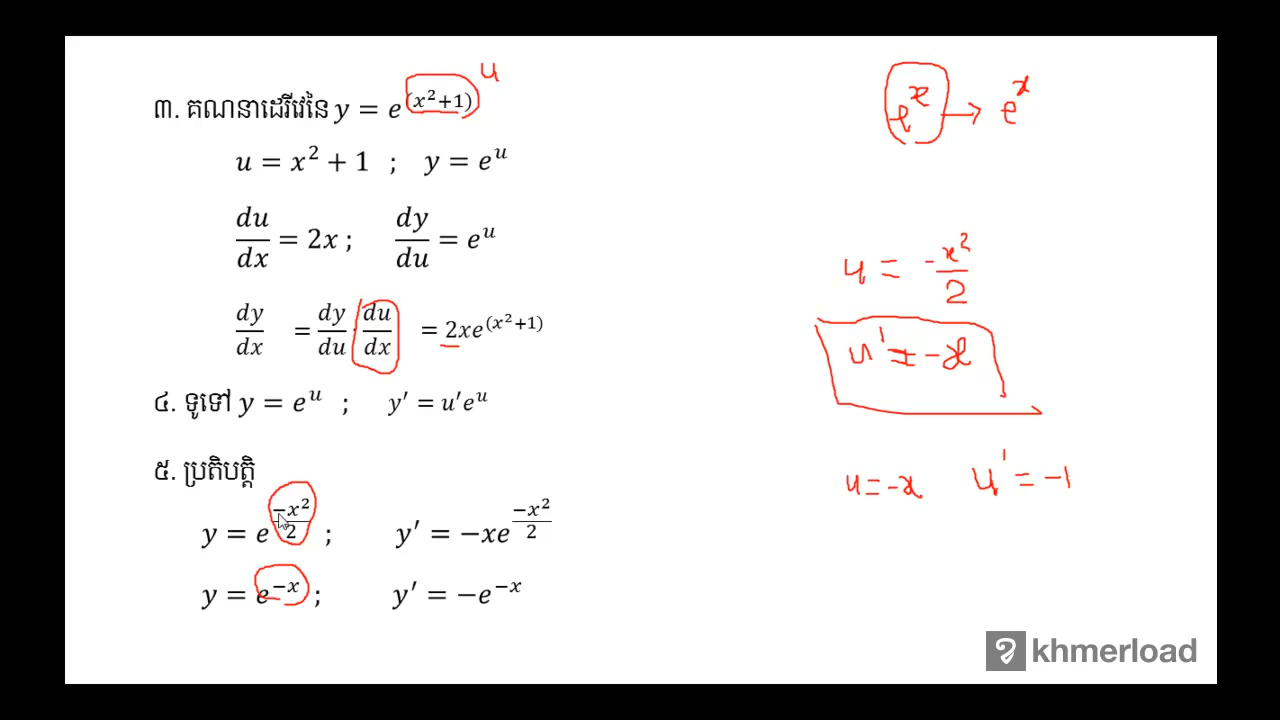 ៣. គណនាដេរីវេនៃ y = e^(x²+1)
u
u = x² + 1 ; y = e^u
du/dx = 2x ; dy/du = e^u
dy/dx = dy/du · du/dx = 2xe^(x²+1)
៤. ទូទៅ y = e^u ; y′ = u′e^u
៥. ប្រតិបត្តិ
y = e^(−x²/2) ; y′ = −xe^(−x²/2)
y = e^(−x) ; y′ = −e^(−x)
e^x → e^x
u = -x²/2
u' = -x
u = -x u' = -1
khmerload